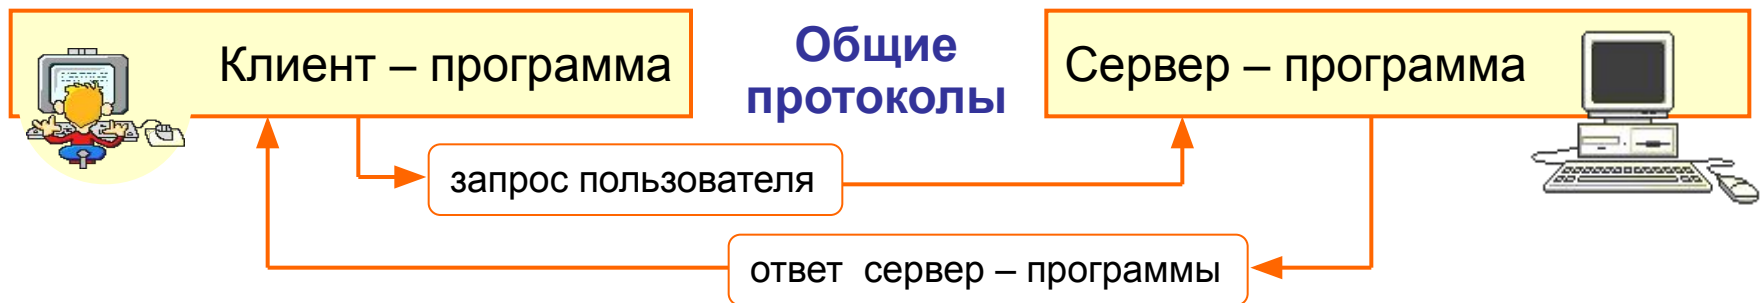 Клиент – программа
Общие
протоколы
Сервер – программа
запрос пользователя
ответ сервер – программы